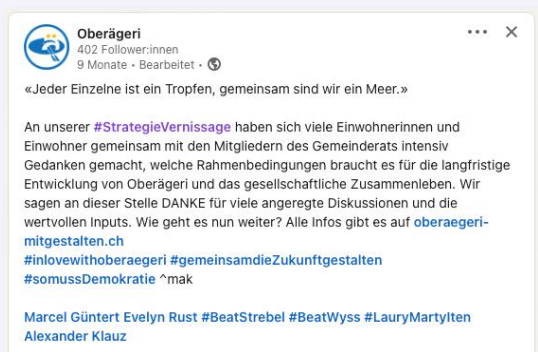 Oberägeri
402 Follower:innen
9 Monate • Bearbeitet •
«Jeder Einzelne ist ein Tropfen, gemeinsam sind wir ein Meer.»
An unserer #StrategieVernissage haben sich viele Einwohnerinnen und
Einwohner gemeinsam mit den Mitgliedern des Gemeinderats intensiv
Gedanken gemacht, welche Rahmenbedingungen braucht es für die langfristige
Entwicklung von Oberägeri und das gesellschaftliche Zusammenleben. Wir
sagen an dieser Stelle DANKE für viele angeregte Diskussionen und die
wertvollen Inputs. Wie geht es nun weiter? Alle Infos gibt es auf oberaegeri-
mitgestalten.ch
#inlovewithoberaegeri #gemeinsamdieZukunftgestalten
#somussDemokratie ^mak
Marcel Güntert Evelyn Rust #BeatStrebel #BeatWyss #LauryMartyIten
Alexander Klauz